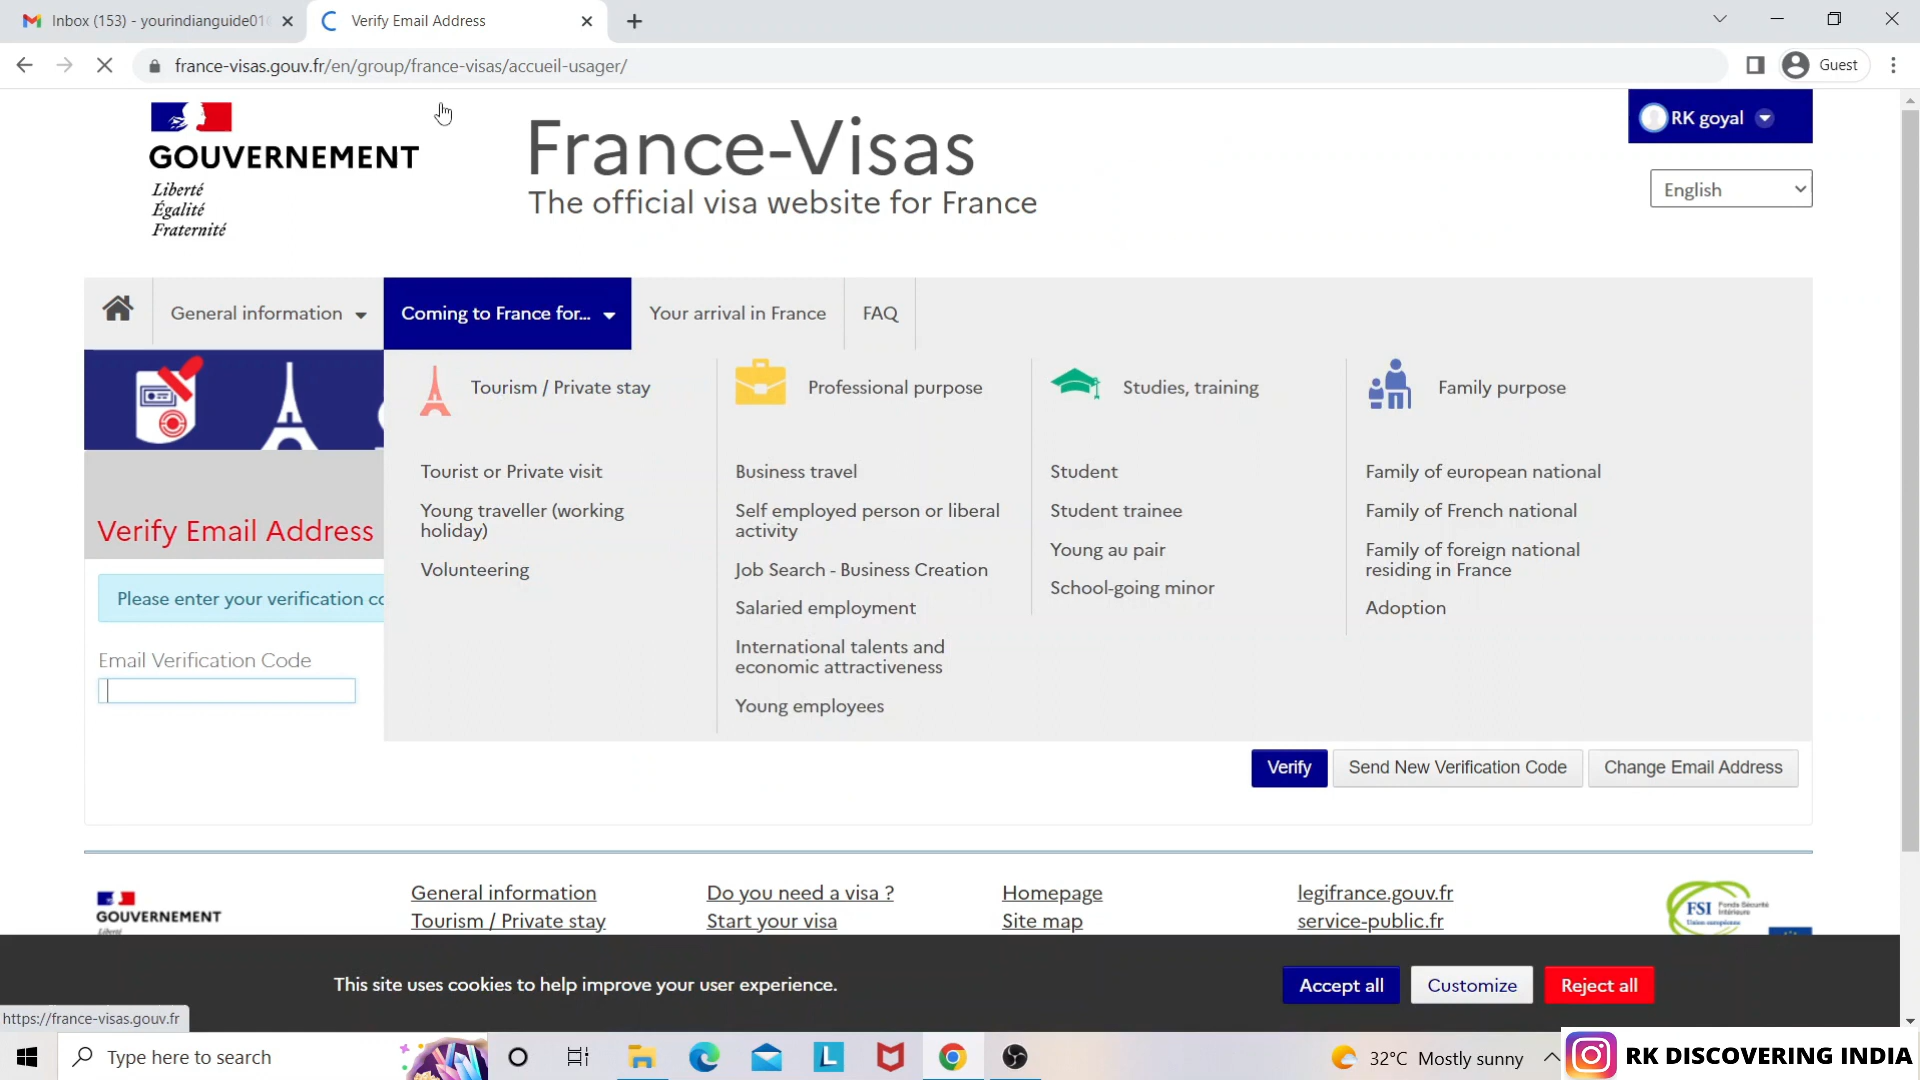 Inbox (153) - yourindianguide01
Verify Email Address
france-visas.gouv.fr/en/group/france-visas/accueil-usager/
Guest
GOUVERNEMENT
Liberté
Égalité
Fraternité
France-Visas
The official visa website for France
RK goyal
English
General information
Coming to France for...
Your arrival in France
FAQ
Tourism / Private stay
Professional purpose
Studies, training
Family purpose
Tourist or Private visit
Young traveller (working
holiday)
Volunteering
Business travel
Self employed person or liberal
activity
Job Search - Business Creation
Salaried employment
International talents and
economic attractiveness
Young employees
Student
Student trainee
Young au pair
School-going minor
Family of european national
Family of French national
Family of foreign national
residing in France
Adoption
Verify Email Address
Please enter your verification co
Email Verification Code
Verify
Send New Verification Code
Change Email Address
GOUVERNEMENT
Liberté
General information
Tourism / Private stay
Do you need a visa ?
Start your visa
Homepage
Site map
legifrance.gouv.fr
service-public.fr
FSI
Fonds Sécurité
Intérieure
Union européenne
This site uses cookies to help improve your user experience.
Accept all
Customize
Reject all
https://france-visas.gouv.fr
Type here to search
L
32°C Mostly sunny
RK DISCOVERING INDIA